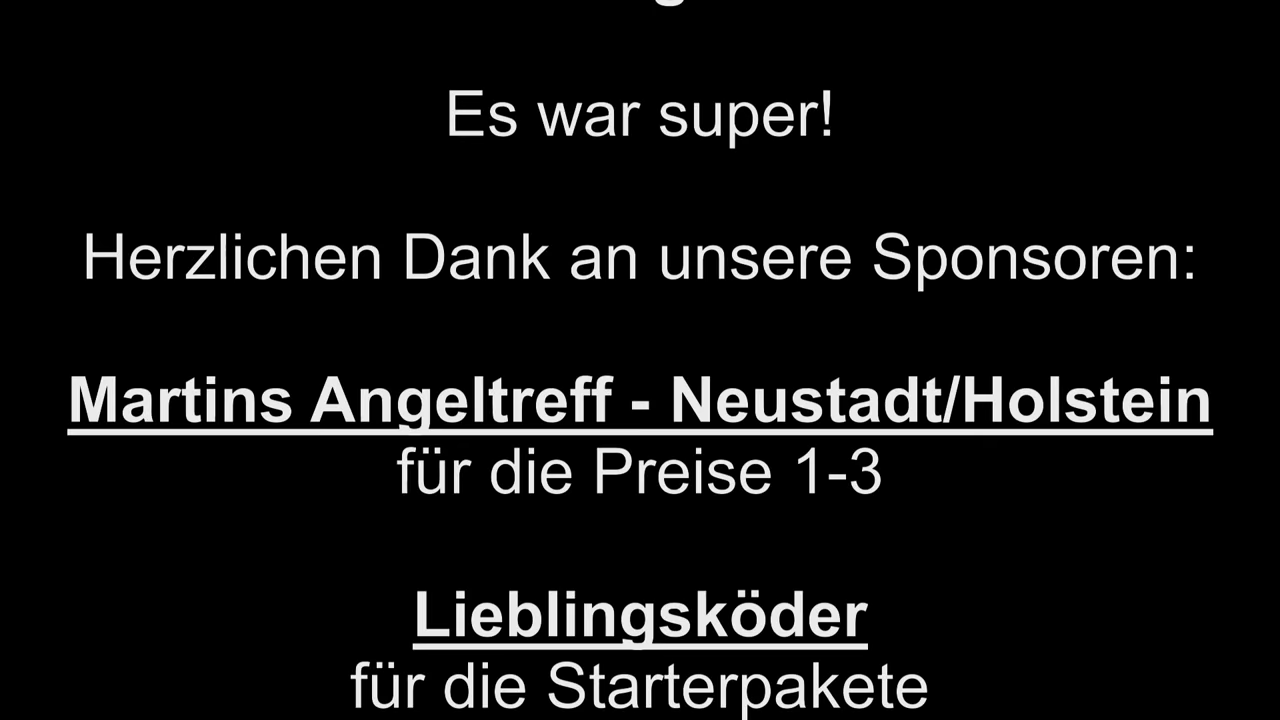 Es war super!
Herzlichen Dank an unsere Sponsoren:
Martins Angeltreff - Neustadt/Holstein
für die Preise 1-3
Lieblingsköder
für die Starterpakete